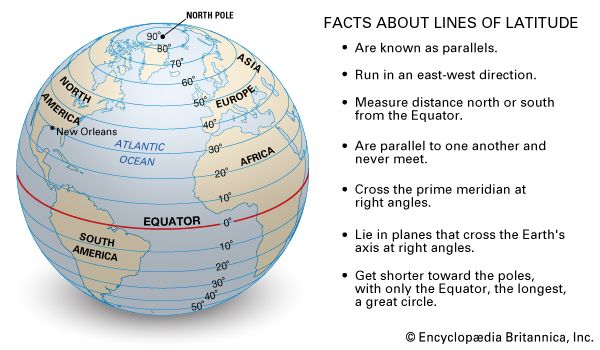 NORTH POLE
90°
80°
70°
60°
50°
40°
30°
20°
10°
0°
10°
20°
30°
40°
50°
NORTH
AMERICA
New Orleans
ATLANTIC
OCEAN
ASIA
EUROPE
AFRICA
EQUATOR
SOUTH
AMERICA
FACTS ABOUT LINES OF LATITUDE
• Are known as parallels.
• Run in an east-west direction.
• Measure distance north or south
from the Equator.
• Are parallel to one another and
never meet.
• Cross the prime meridian at
right angles.
• Lie in planes that cross the Earth's
axis at right angles.
• Get shorter toward the poles,
with only the Equator, the longest,
a great circle.
© Encyclopædia Britannica, Inc.